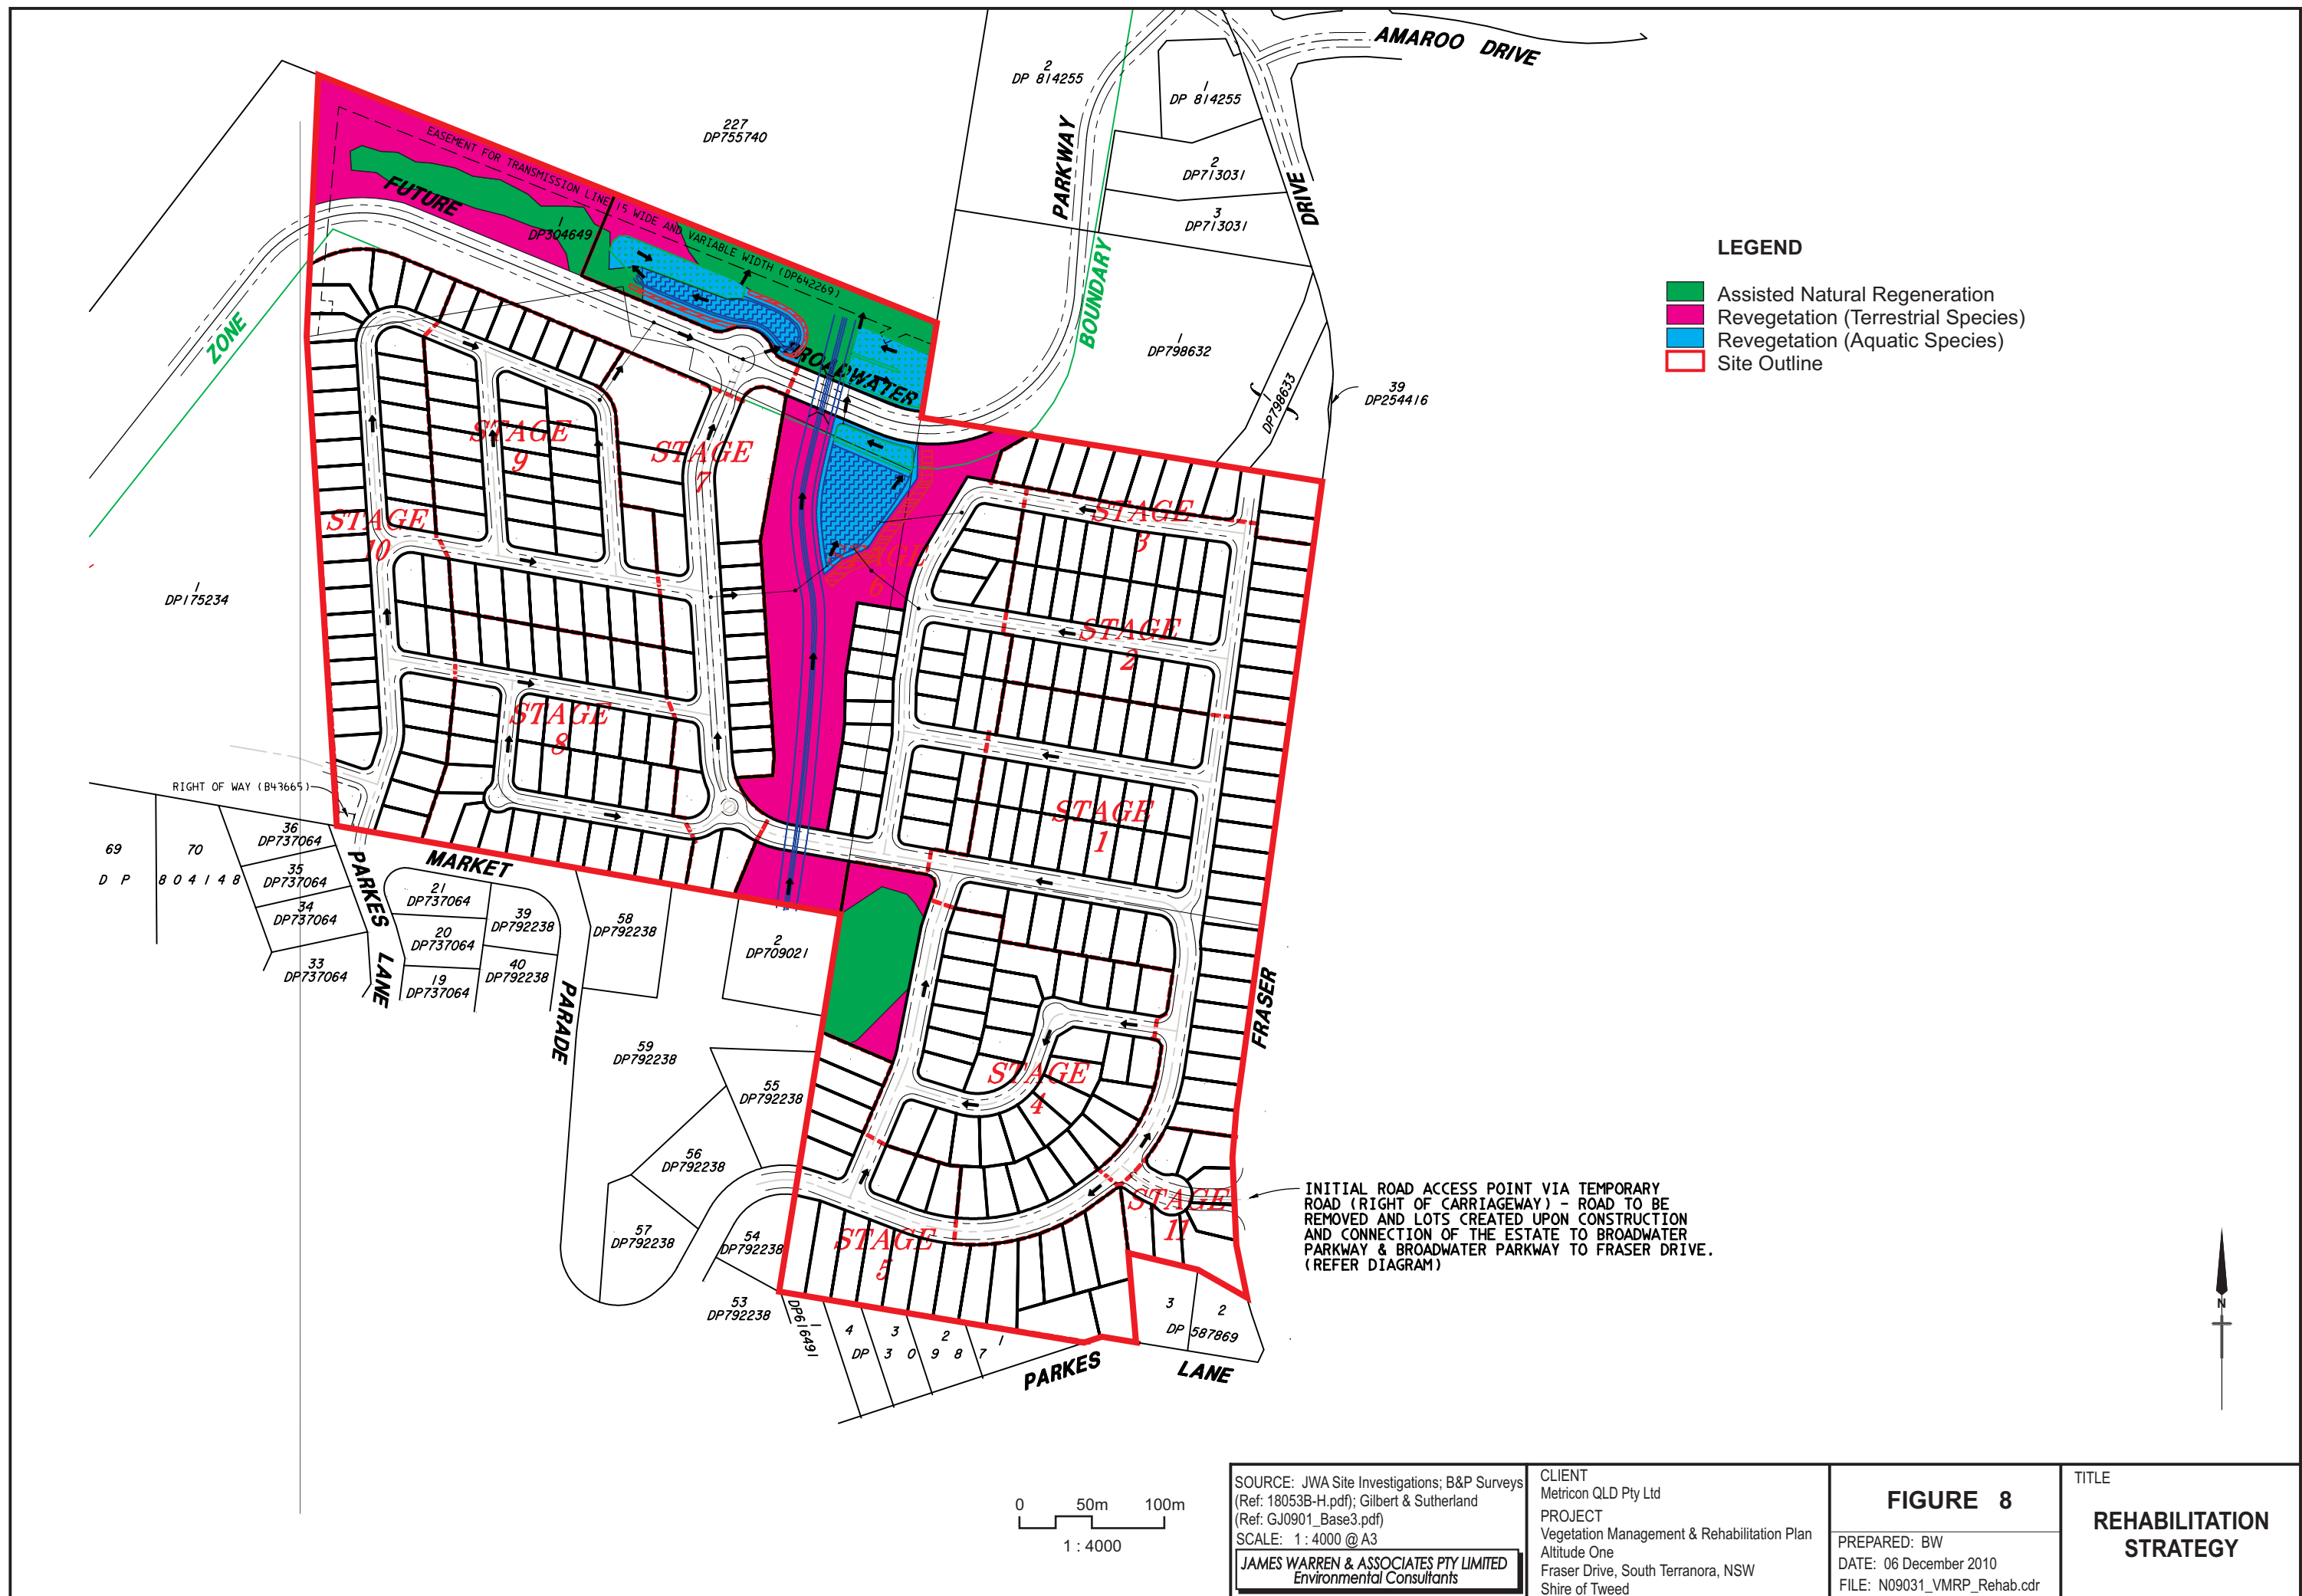 AMAROO DRIVE
2
DP 814255
1
DP 814255
227
DP755740
PARKWAY
2
DP713031
DRIVE
3
DP713031
EASEMENT FOR TRANSMISSION LINE 15 WIDE AND VARIABLE WIDTH (DP642269)
FUTURE
1
DP304649
BOUNDARY
ZONE
BROADWATER
1
DP798632
1
DP798633
39
DP254416
LEGEND
Assisted Natural Regeneration
Revegetation (Terrestrial Species)
Revegetation (Aquatic Species)
Site Outline
STAGE
9
STAGE
7
STAGE
10
STAGE
3
STAGE
6
1
DP175234
STAGE
2
STAGE
8
STAGE
1
RIGHT OF WAY (B43665)
69
70
D P 8 0 4 1 4 8
36
DP737064
35
DP737064
34
DP737064
33
DP737064
PARKES
LANE
MARKET
21
DP737064
20
DP737064
19
DP737064
39
DP792238
40
DP792238
PARADE
58
DP792238
2
DP709021
FRASER
59
DP792238
55
DP792238
56
DP792238
57
DP792238
54
DP792238
53
DP792238
STAGE
4
STAGE
11
STAGE
5
INITIAL ROAD ACCESS POINT VIA TEMPORARY
ROAD (RIGHT OF CARRIAGEWAY) - ROAD TO BE
REMOVED AND LOTS CREATED UPON CONSTRUCTION
AND CONNECTION OF THE ESTATE TO BROADWATER
PARKWAY & BROADWATER PARKWAY TO FRASER DRIVE.
(REFER DIAGRAM)
1
DP616491
4 3 2 1
DP 3 0 9 8 7
3
2
DP 587869
PARKES LANE
N
0 50m 100m
1 : 4000
SOURCE: JWA Site Investigations; B&P Surveys
(Ref: 18053B-H.pdf); Gilbert & Sutherland
(Ref: GJ0901_Base3.pdf)
SCALE: 1 : 4000 @ A3
JAMES WARREN & ASSOCIATES PTY LIMITED
Environmental Consultants
CLIENT
Metricon QLD Pty Ltd
PROJECT
Vegetation Management & Rehabilitation Plan
Altitude One
Fraser Drive, South Terranora, NSW
Shire of Tweed
FIGURE 8
PREPARED: BW
DATE: 06 December 2010
FILE: N09031_VMRP_Rehab.cdr
TITLE
REHABILITATION
STRATEGY